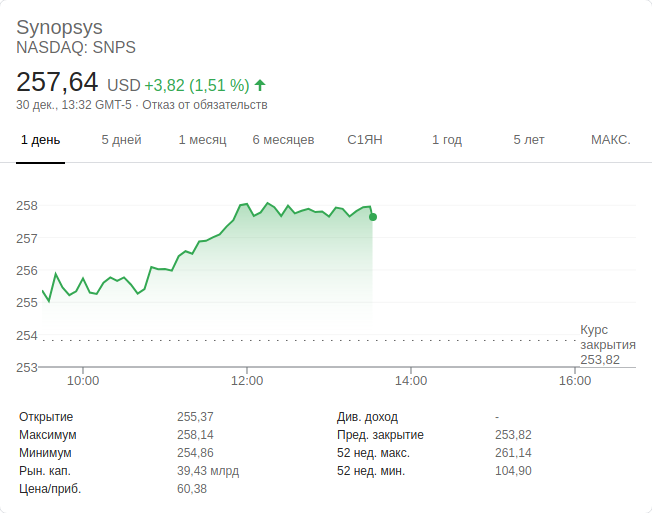 Synopsys
NASDAQ: SNPS
257,64 USD +3,82 (1,51 %)
30 дек., 13:32 GMT-5 · Отказ от обязательств
1 день 5 дней 1 месяц 6 месяцев С1ЯН 1 год 5 лет МАКС.
258
257
256
255
254
253
Курс
закрытия
253,82
10:00 12:00 14:00 16:00
Открытие 255,37 Див. доход -
Максимум 258,14 Пред. закрытие 253,82
Минимум 254,86 52 нед. макс. 261,14
Рын. кап. 39,43 млрд 52 нед. мин. 104,90
Цена/приб. 60,38